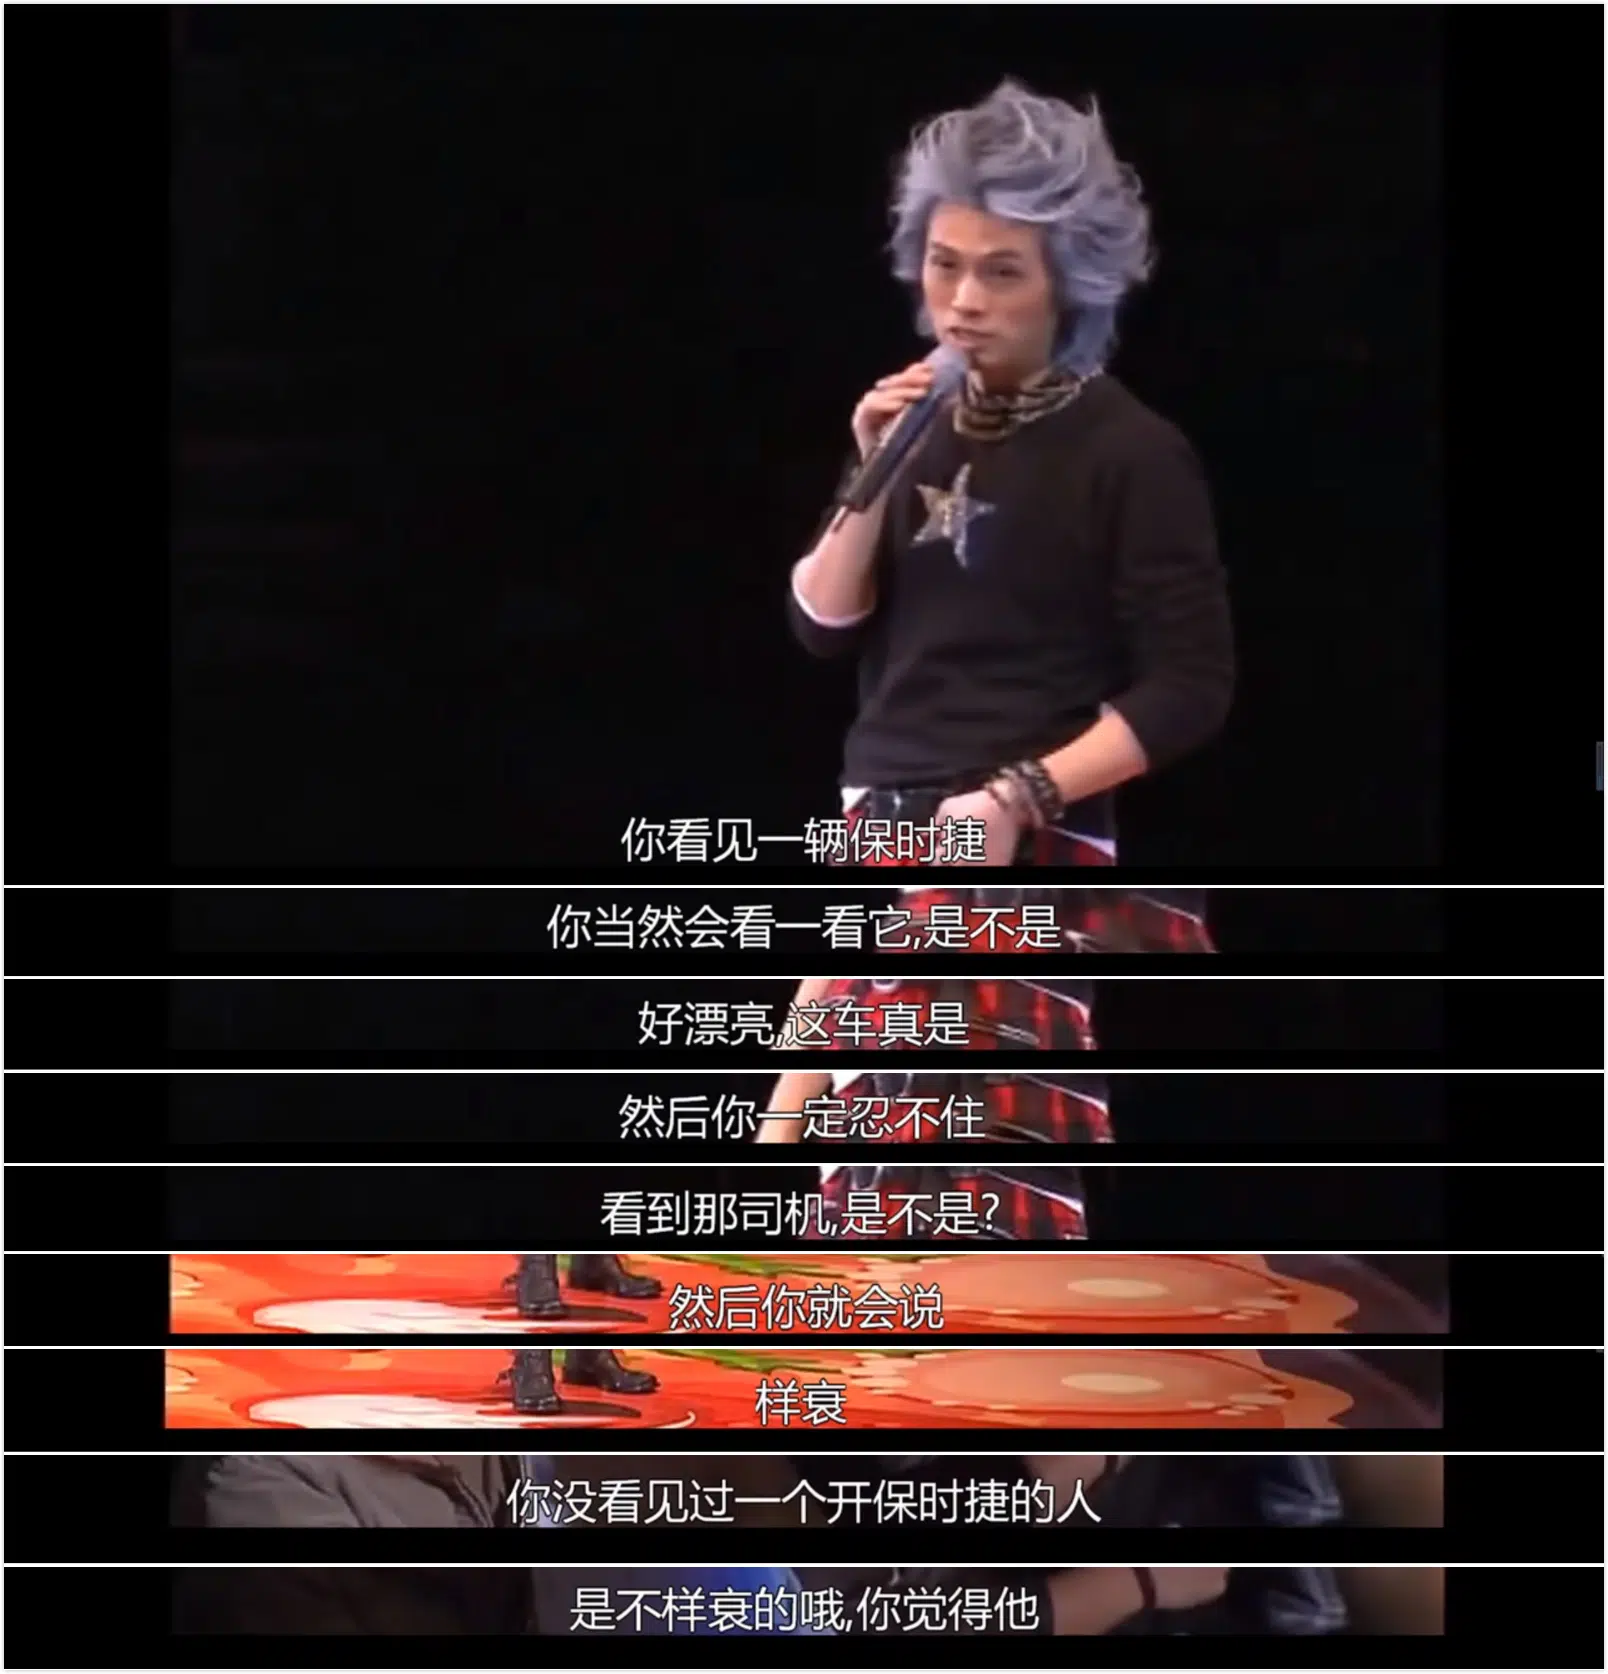 你看见一辆保时捷
你当然会看一看它,是不是
好漂亮,这车真是
然后你一定忍不住
看到那司机,是不是?
然后你就会说
样衰
你没看见过一个开保时捷的人
是不样衰的哦,你觉得他